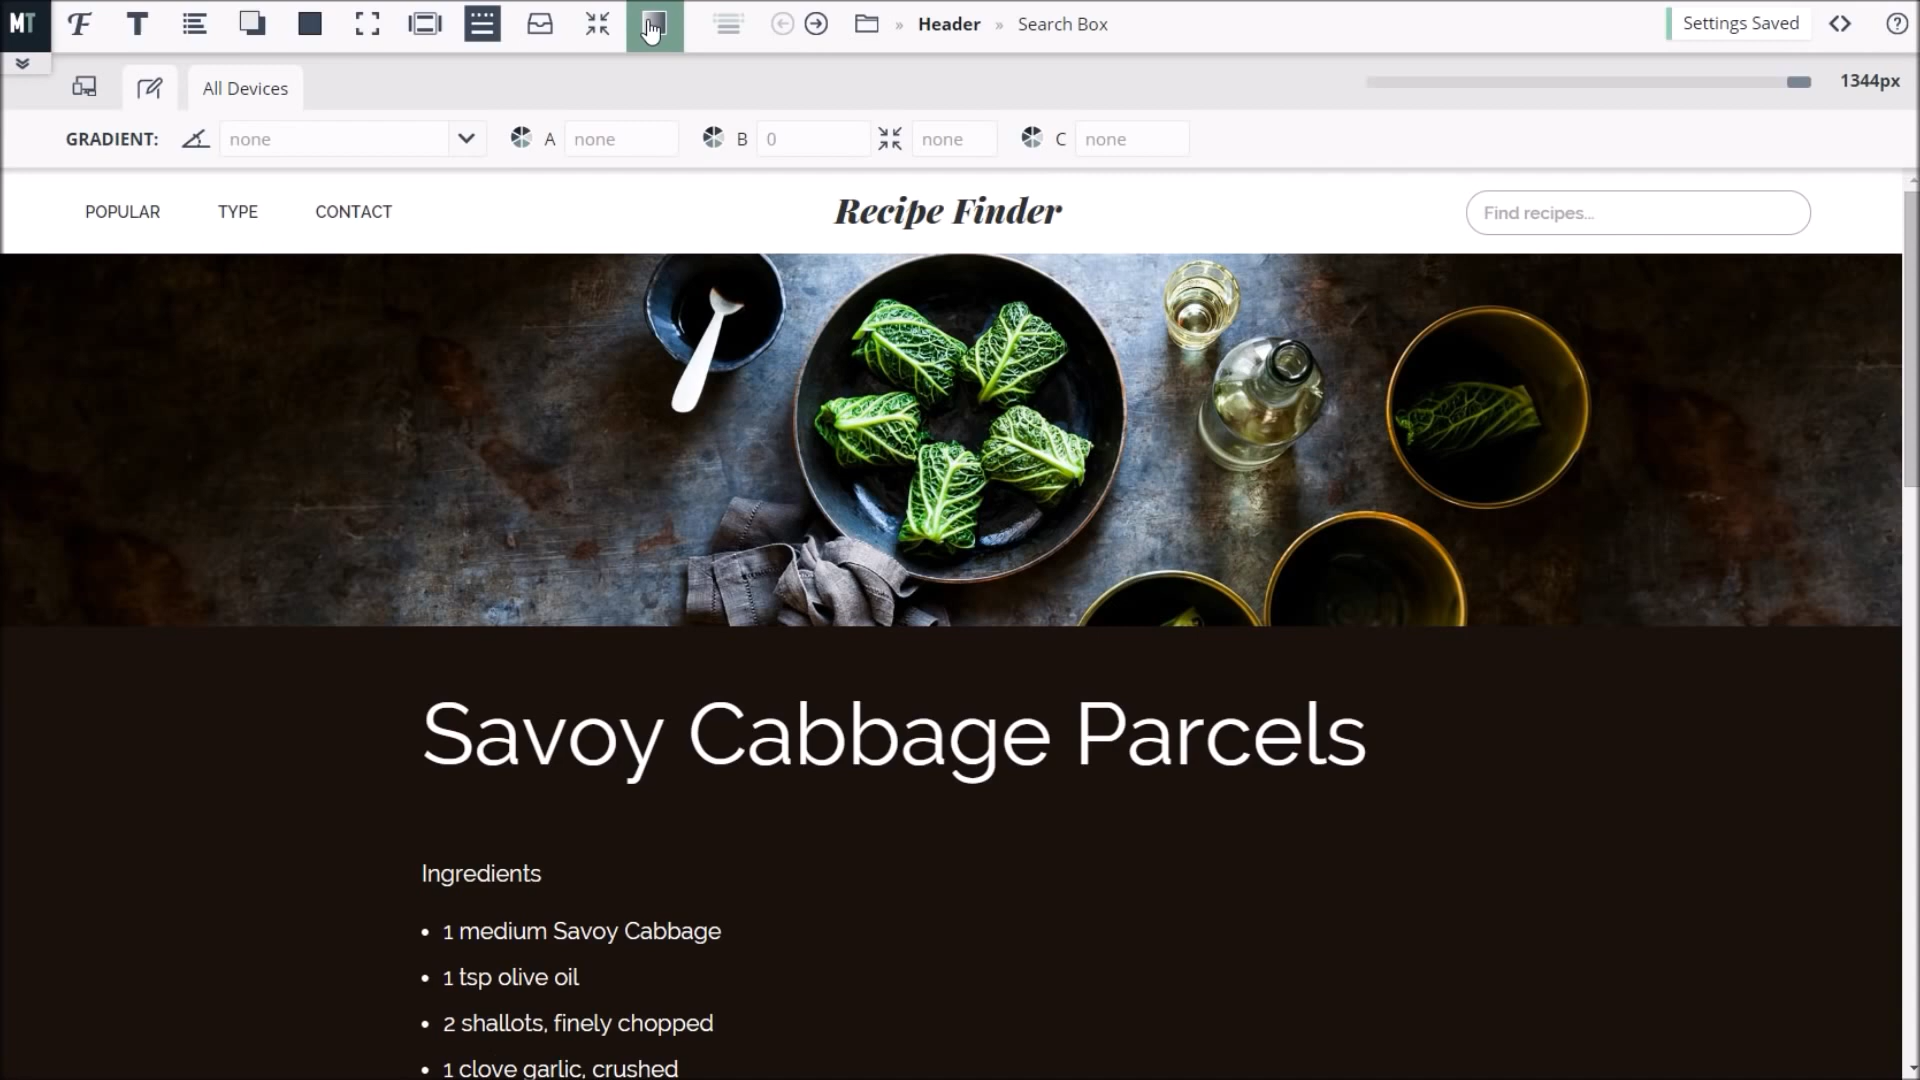 MT F T » Header » Search Box Settings Saved
All Devices 1344px
GRADIENT: none A none B 0 none C none
POPULAR TYPE CONTACT Recipe Finder Find recipes...
Savoy Cabbage Parcels
Ingredients
• 1 medium Savoy Cabbage
• 1 tsp olive oil
• 2 shallots, finely chopped
• 1 clove garlic, crushed